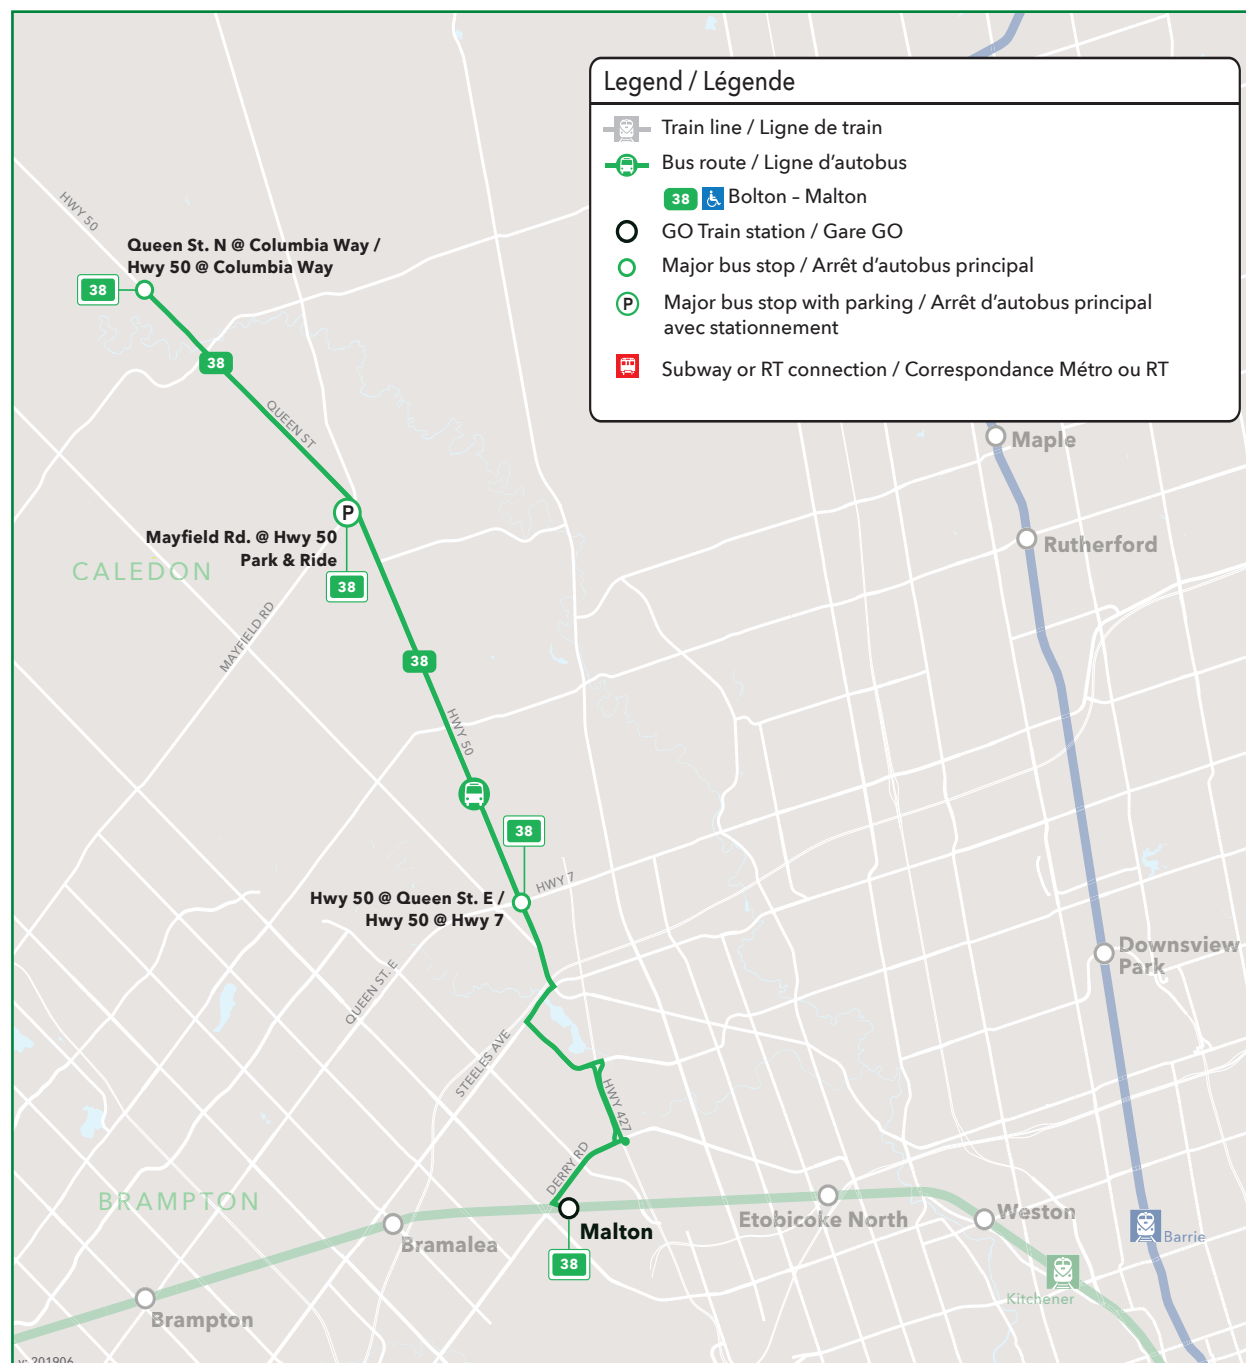 Legend / Légende
Train line / Ligne de train
Bus route / Ligne d'autobus
38 Bolton – Malton
GO Train station / Gare GO
Major bus stop / Arrêt d'autobus principal
P Major bus stop with parking / Arrêt d'autobus principal
avec stationnement
Subway or RT connection / Correspondance Métro ou RT
HWY 50
Queen St. N @ Columbia Way /
Hwy 50 @ Columbia Way
38
38
QUEEN ST
Maple
P
Mayfield Rd. @ Hwy 50
Park & Ride
Rutherford
CALEDON
38
MAYFIELD RD
38
HWY 50
38
HWY 7
Hwy 50 @ Queen St. E /
Hwy 50 @ Hwy 7
Downsview
Park
QUEEN ST. E
STEELES AVE
HWY 427
DERRY RD
BRAMPTON
Malton
38
Etobicoke North
Weston
Bramalea
Barrie
Kitchener
Brampton
v: 201906